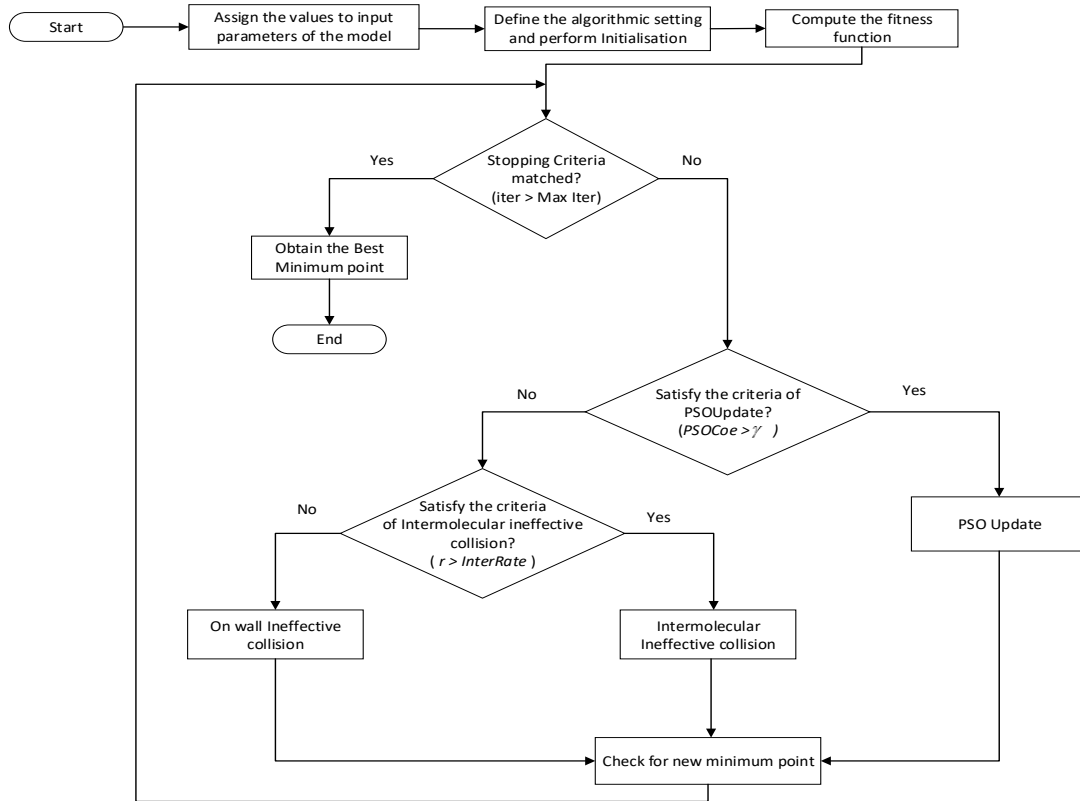 Start
Assign the values to input
parameters of the model
Define the algorithmic setting
and perform Initialisation
Compute the fitness
function
Yes
Stopping Criteria
matched?
(iter > Max Iter)
No
Obtain the Best
Minimum point
End
No
Satisfy the criteria of
PSOUpdate?
(PSOCoe > γ )
Yes
No
Satisfy the criteria
of Intermolecular ineffective
collision?
( r > InterRate )
Yes
PSO Update
On wall Ineffective
collision
Intermolecular
Ineffective collision
Check for new minimum point